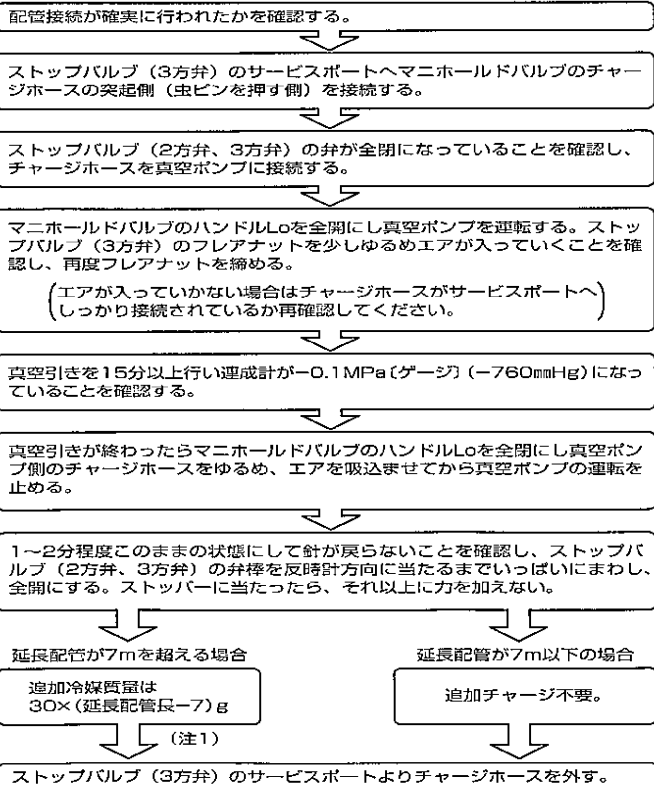 配管接続が確実に行われたかを確認する。
ストップバルブ（3方弁）のサービスポートへマニホールドバルブのチャー
ジホースの突起側（虫ピンを押す側）を接続する。
ストップバルブ（2方弁、3方弁）の弁が全閉になっていることを確認し、
チャージホースを真空ポンプに接続する。
マニホールドバルブのハンドルLoを全開にし真空ポンプを運転する。ストッ
プバルブ（3方弁）のフレアナットを少しゆるめエアが入っていくことを確
認し、再度フレアナットを締める。
（エアが入っていかない場合はチャージホースがサービスポートへ
しっかり接続されているか再確認してください。）
真空引きを15分以上行い連成計が−0.1MPa〔ゲージ〕（−760mmHg）になっ
ていることを確認する。
真空引きが終わったらマニホールドバルブのハンドルLoを全閉にし真空ポン
プ側のチャージホースをゆるめ、エアを吸込ませてから真空ポンプの運転を
止める。
1〜2分程度このままの状態にして針が戻らないことを確認し、ストップバ
ルブ（2方弁、3方弁）の弁棒を反時計方向に当たるまでいっぱいにまわし、
全開にする。ストッパーに当たったら、それ以上に力を加えない。
延長配管が7mを超える場合
追加冷媒質量は
30×（延長配管長−7）g
（注1）
延長配管が7m以下の場合
追加チャージ不要。
ストップバルブ（3方弁）のサービスポートよりチャージホースを外す。